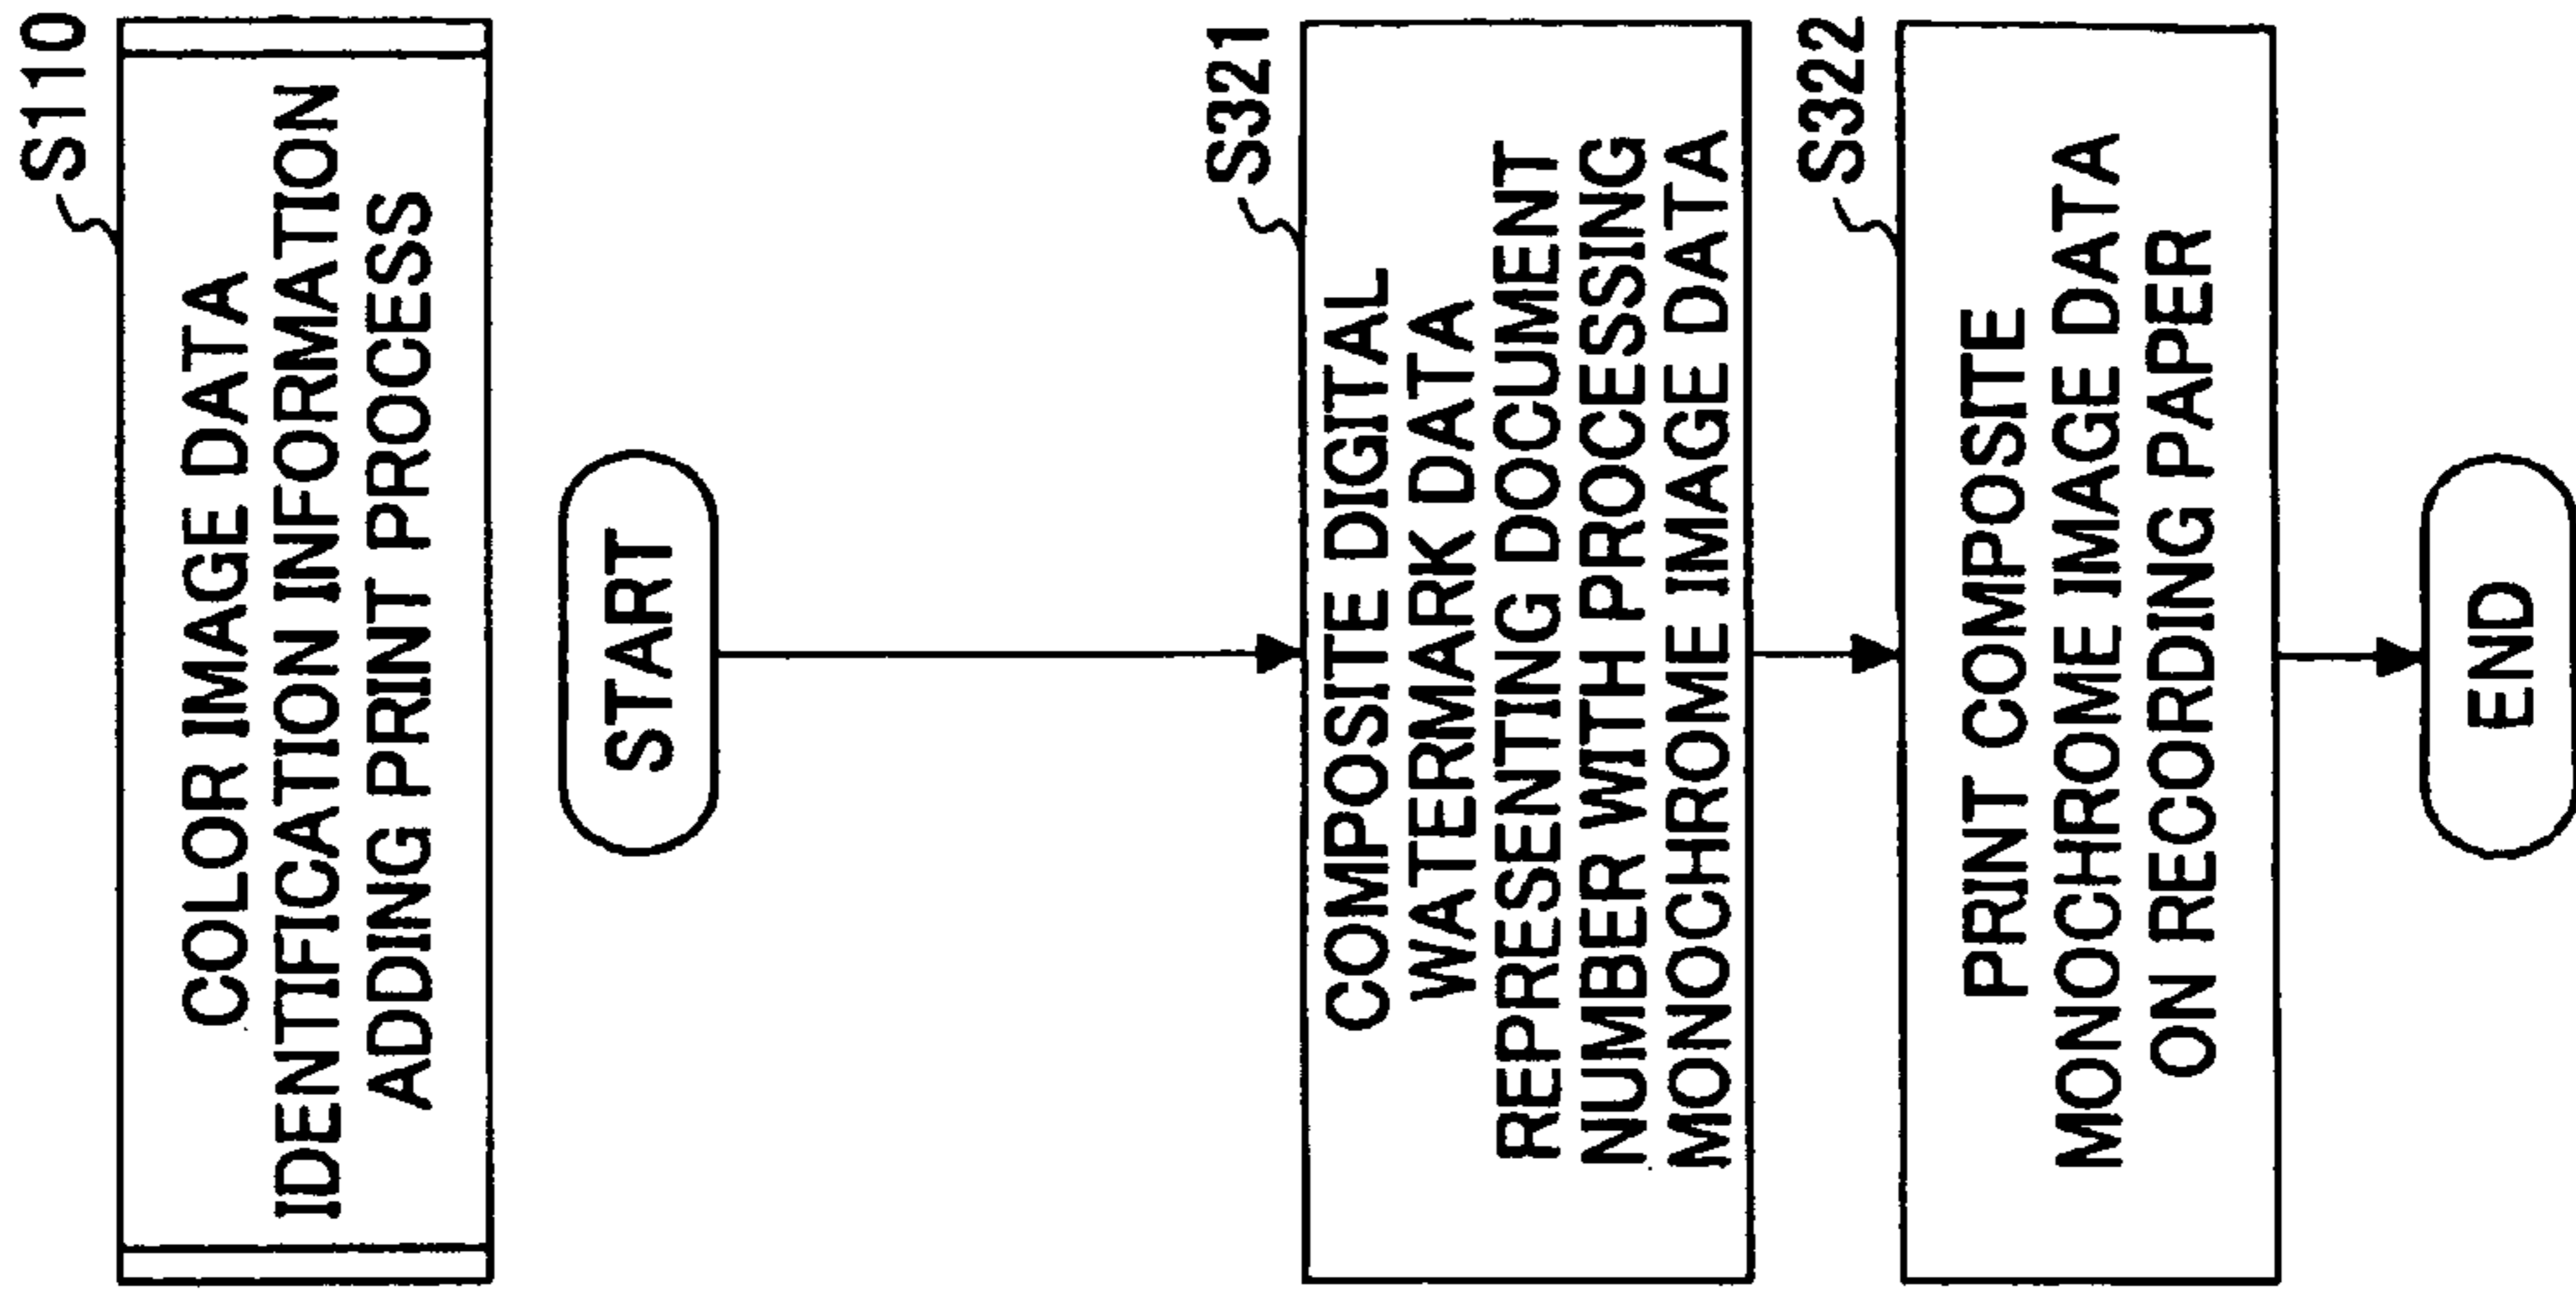 S110
COLOR IMAGE DATA
IDENTIFICATION INFORMATION
ADDING PRINT PROCESS
START
S321
COMPOSITE DIGITAL
WATERMARK DATA
REPRESENTING DOCUMENT
NUMBER WITH PROCESSING
MONOCHROME IMAGE DATA
S322
PRINT COMPOSITE
MONOCHROME IMAGE DATA
ON RECORDING PAPER
END